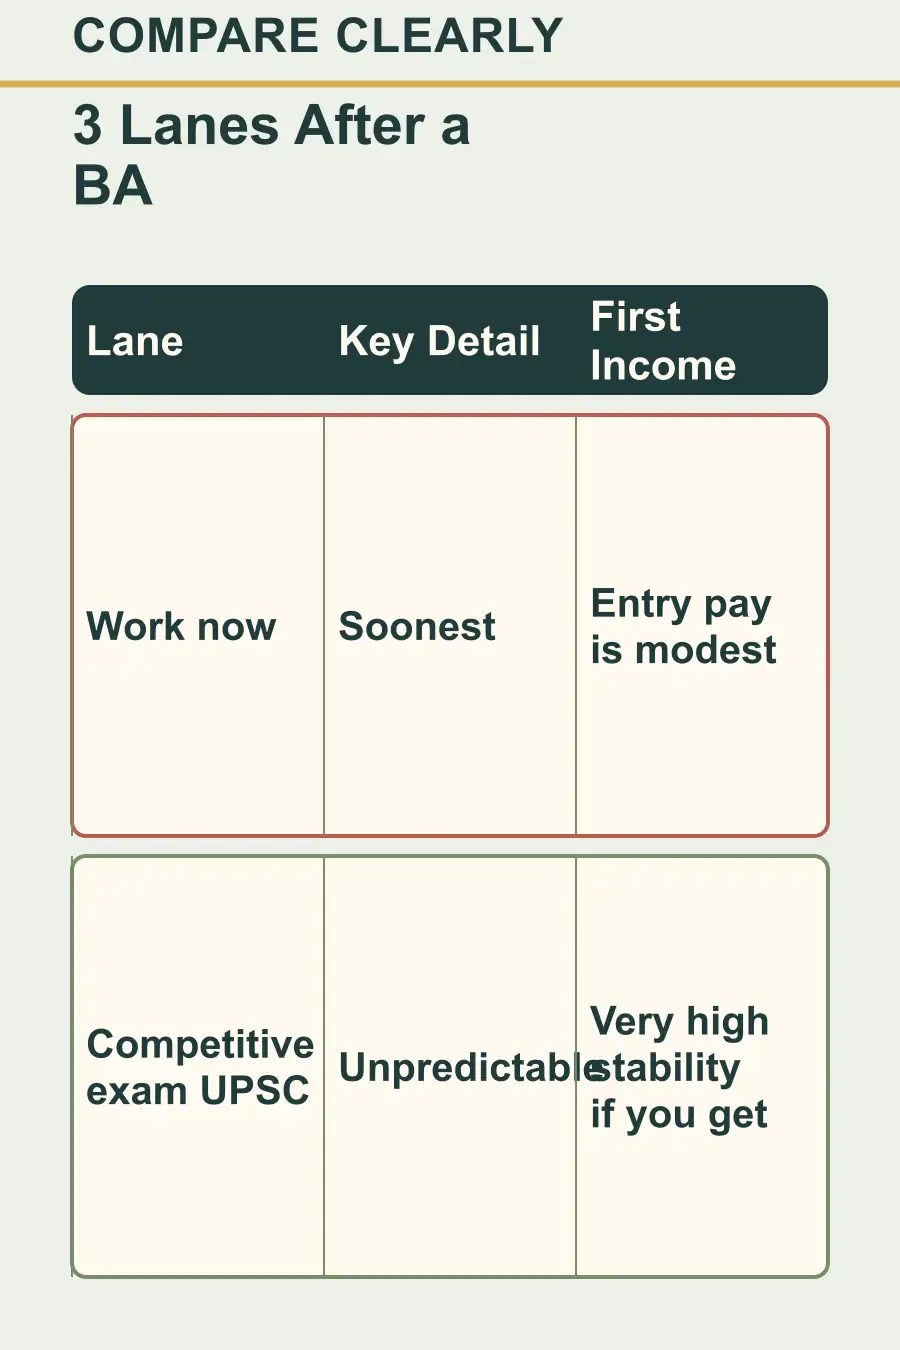 COMPARE CLEARLY
3 Lanes After a
BA
Lane
Key Detail
First
Income
Work now
Soonest
Entry pay
is modest
Competitive
exam UPSC
Unpredictable
Very high
stability
if you get